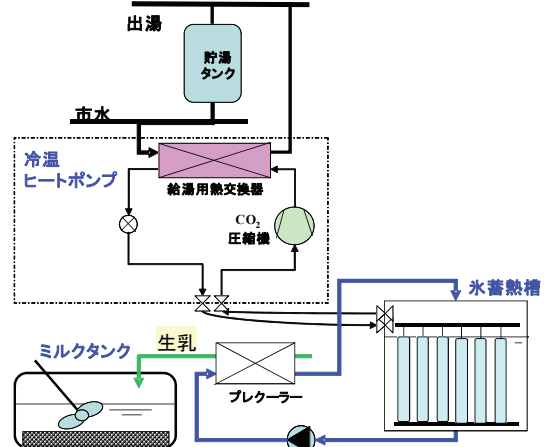 出湯
貯湯
タンク
市水
冷温
ヒートポンプ
給湯用熱交換器
CO2
圧縮機
氷蓄熱槽
生乳
ミルクタンク
プレクーラー